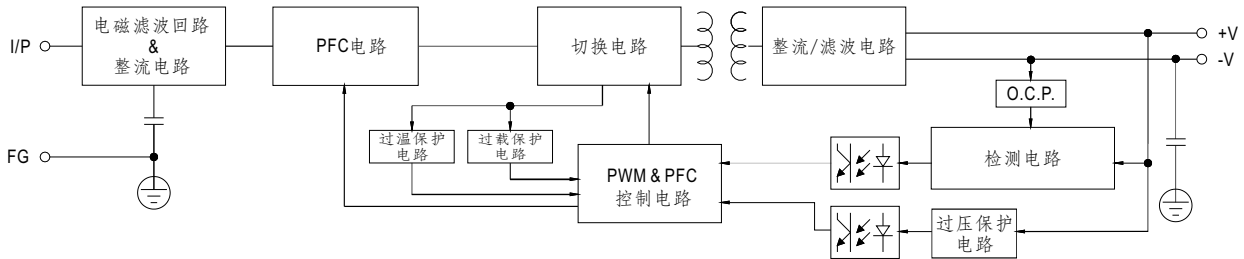 电磁滤波回路
&
整流电路
I/P
PFC电路
切换电路
整流/滤波电路
+V
-V
O.C.P.
过温保护
电路
过载保护
电路
FG
PWM & PFC
控制电路
检测电路
过压保护
电路